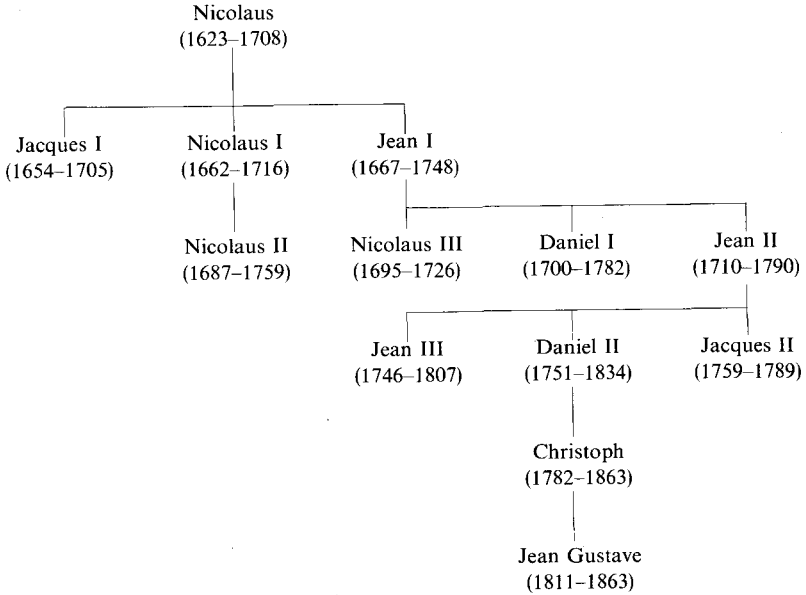 Nicolaus
(1623–1708)
Jacques I
(1654–1705)
Nicolaus I
(1662–1716)
Jean I
(1667–1748)
Nicolaus II
(1687–1759)
Nicolaus III
(1695–1726)
Daniel I
(1700–1782)
Jean II
(1710–1790)
Jean III
(1746–1807)
Daniel II
(1751–1834)
Jacques II
(1759–1789)
Christoph
(1782–1863)
Jean Gustave
(1811–1863)